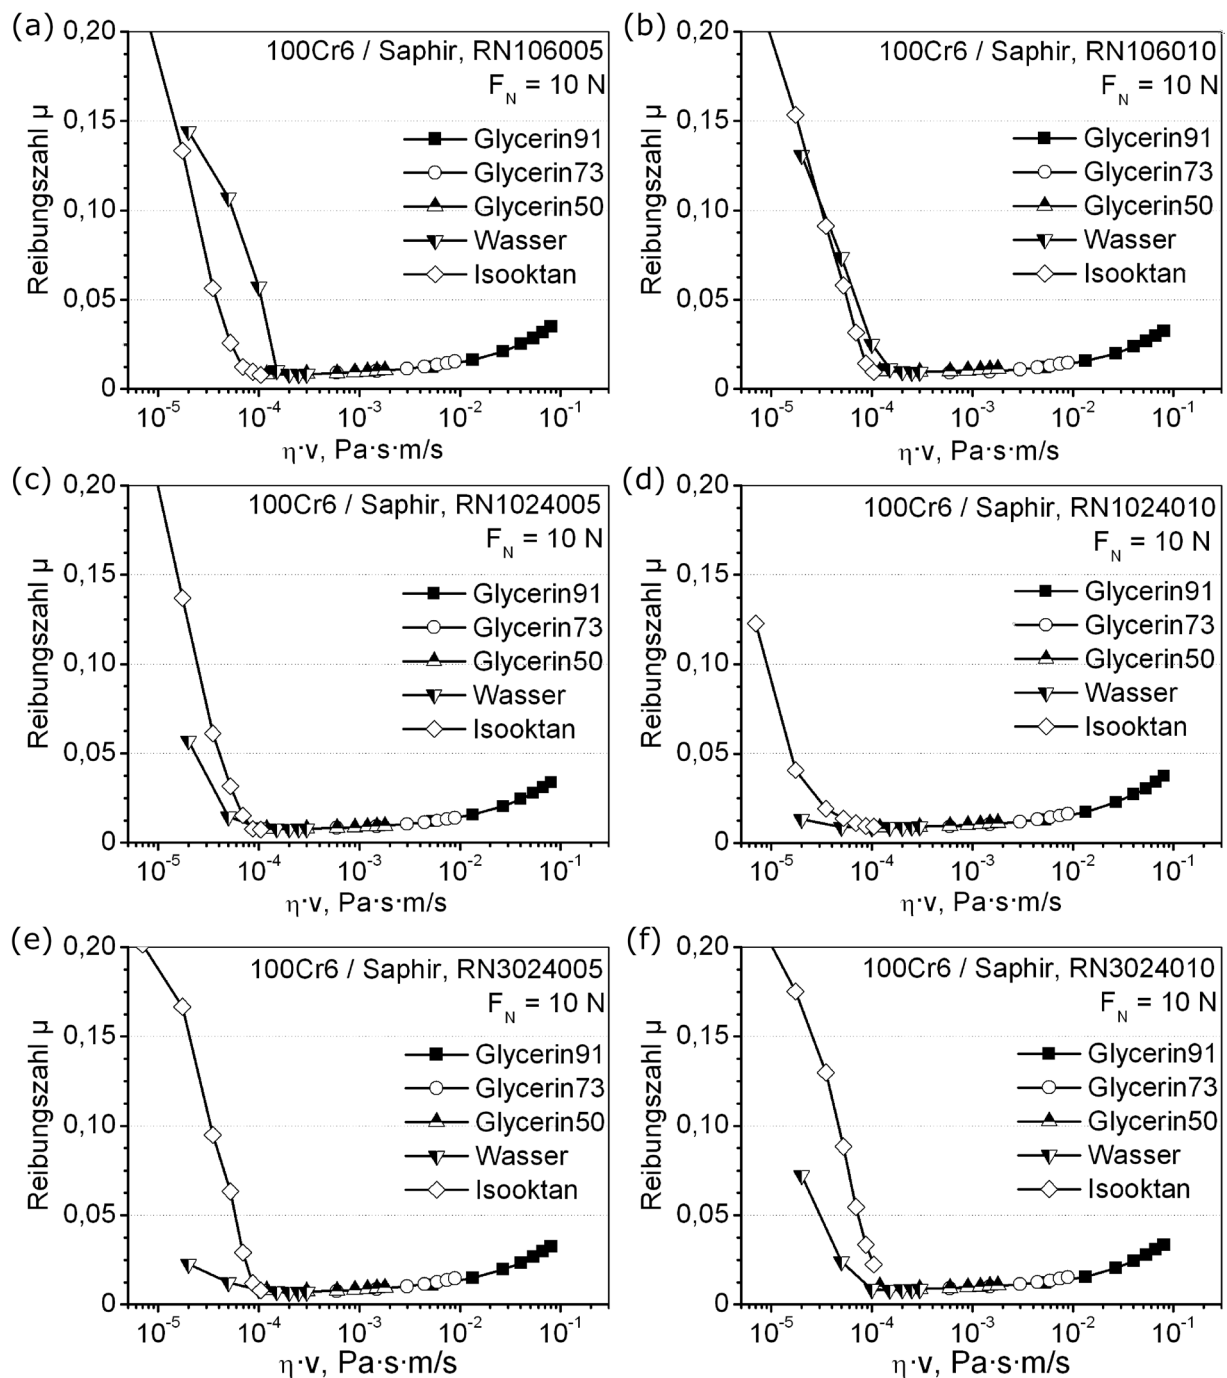 (a)
0,20
0,15
0,10
0,05
0
Reibungszahl µ
100Cr6 / Saphir, RN106005
F_N = 10 N
Glycerin91
Glycerin73
Glycerin50
Wasser
Isooktan
10⁻⁵ 10⁻⁴ 10⁻³ 10⁻² 10⁻¹
η·v, Pa·s·m/s
(b)
0,20
0,15
0,10
0,05
0
Reibungszahl µ
100Cr6 / Saphir, RN106010
F_N = 10 N
Glycerin91
Glycerin73
Glycerin50
Wasser
Isooktan
10⁻⁵ 10⁻⁴ 10⁻³ 10⁻² 10⁻¹
η·v, Pa·s·m/s
(c)
0,20
0,15
0,10
0,05
0
Reibungszahl µ
100Cr6 / Saphir, RN1024005
F_N = 10 N
Glycerin91
Glycerin73
Glycerin50
Wasser
Isooktan
10⁻⁵ 10⁻⁴ 10⁻³ 10⁻² 10⁻¹
η·v, Pa·s·m/s
(d)
0,20
0,15
0,10
0,05
0
Reibungszahl µ
100Cr6 / Saphir, RN1024010
F_N = 10 N
Glycerin91
Glycerin73
Glycerin50
Wasser
Isooktan
10⁻⁵ 10⁻⁴ 10⁻³ 10⁻² 10⁻¹
η·v, Pa·s·m/s
(e)
0,20
0,15
0,10
0,05
0
Reibungszahl µ
100Cr6 / Saphir, RN3024005
F_N = 10 N
Glycerin91
Glycerin73
Glycerin50
Wasser
Isooktan
10⁻⁵ 10⁻⁴ 10⁻³ 10⁻² 10⁻¹
η·v, Pa·s·m/s
(f)
0,20
0,15
0,10
0,05
0
Reibungszahl µ
100Cr6 / Saphir, RN3024010
F_N = 10 N
Glycerin91
Glycerin73
Glycerin50
Wasser
Isooktan
10⁻⁵ 10⁻⁴ 10⁻³ 10⁻² 10⁻¹
η·v, Pa·s·m/s